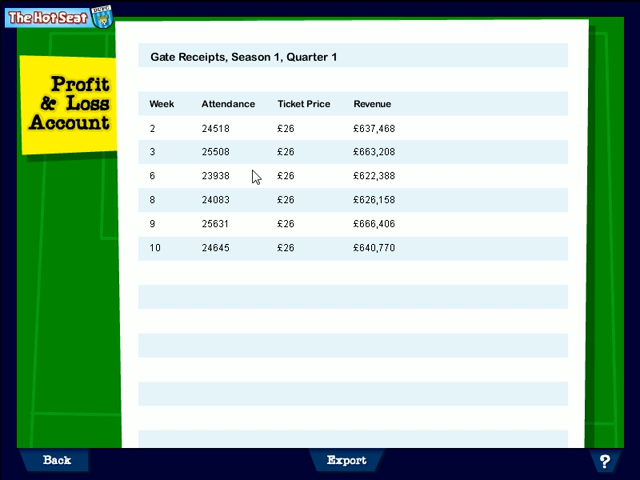 The Hot Seat
Profit
& Loss
Account
Gate Receipts, Season 1, Quarter 1
Week Attendance Ticket Price Revenue
2 24518 £26 £637,468
3 25508 £26 £663,208
6 23938 £26 £622,388
8 24083 £26 £626,158
9 25631 £26 £666,406
10 24645 £26 £640,770
Back Export ?